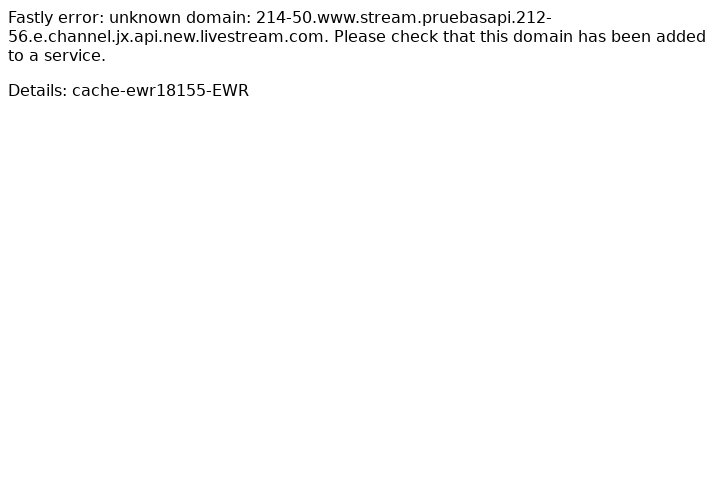 Fastly error: unknown domain: 214-50.www.stream.pruebasapi.212-
56.e.channel.jx.api.new.livestream.com. Please check that this domain has been added
to a service.
Details: cache-ewr18155-EWR